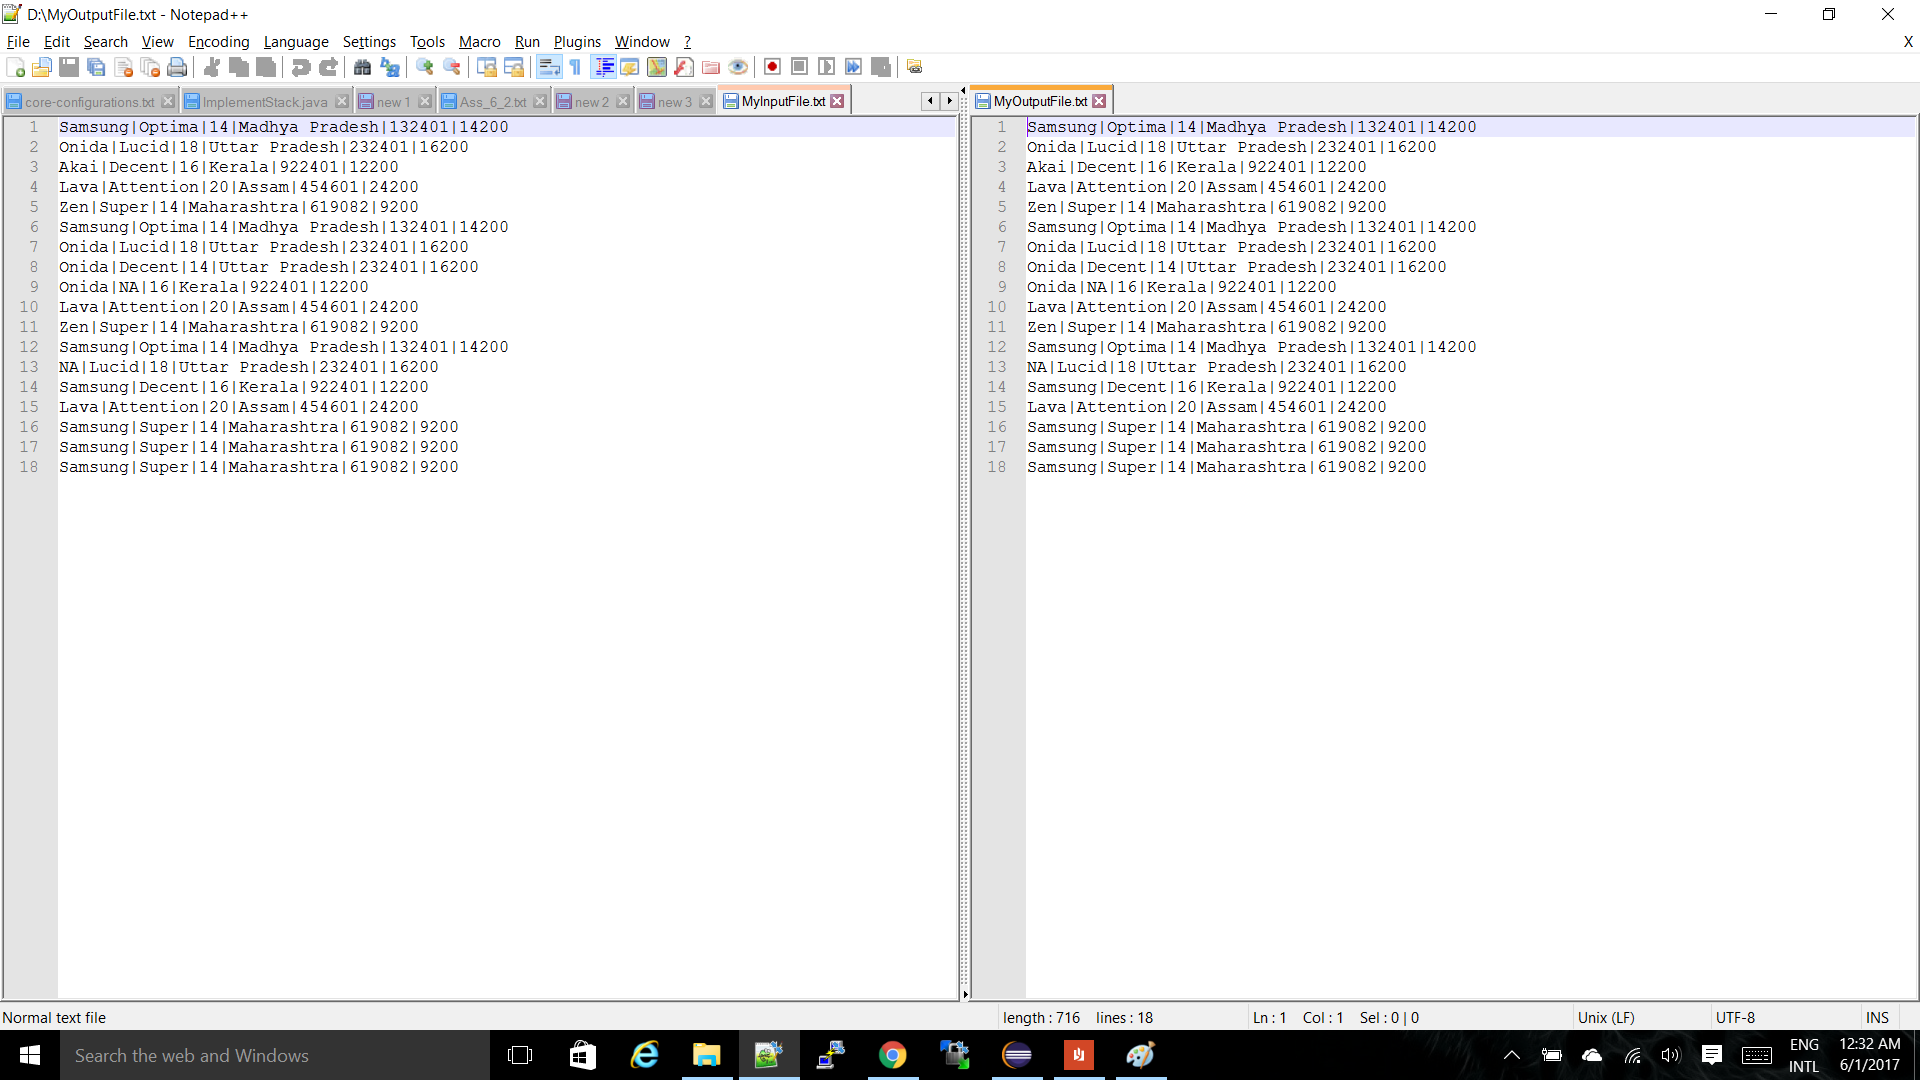 D:\MyOutputFile.txt - Notepad++
File Edit Search View Encoding Language Settings Tools Macro Run Plugins Window ?
X
core-configurations.txt ImplementStack.java new 1 Ass_6_2.txt new 2 new 3 MyInputFile.txt
1 Samsung|Optima|14|Madhya Pradesh|132401|14200
2 Onida|Lucid|18|Uttar Pradesh|232401|16200
3 Akai|Decent|16|Kerala|922401|12200
4 Lava|Attention|20|Assam|454601|24200
5 Zen|Super|14|Maharashtra|619082|9200
6 Samsung|Optima|14|Madhya Pradesh|132401|14200
7 Onida|Lucid|18|Uttar Pradesh|232401|16200
8 Onida|Decent|14|Uttar Pradesh|232401|16200
9 Onida|NA|16|Kerala|922401|12200
10 Lava|Attention|20|Assam|454601|24200
11 Zen|Super|14|Maharashtra|619082|9200
12 Samsung|Optima|14|Madhya Pradesh|132401|14200
13 NA|Lucid|18|Uttar Pradesh|232401|16200
14 Samsung|Decent|16|Kerala|922401|12200
15 Lava|Attention|20|Assam|454601|24200
16 Samsung|Super|14|Maharashtra|619082|9200
17 Samsung|Super|14|Maharashtra|619082|9200
18 Samsung|Super|14|Maharashtra|619082|9200
MyOutputFile.txt
1 Samsung|Optima|14|Madhya Pradesh|132401|14200
2 Onida|Lucid|18|Uttar Pradesh|232401|16200
3 Akai|Decent|16|Kerala|922401|12200
4 Lava|Attention|20|Assam|454601|24200
5 Zen|Super|14|Maharashtra|619082|9200
6 Samsung|Optima|14|Madhya Pradesh|132401|14200
7 Onida|Lucid|18|Uttar Pradesh|232401|16200
8 Onida|Decent|14|Uttar Pradesh|232401|16200
9 Onida|NA|16|Kerala|922401|12200
10 Lava|Attention|20|Assam|454601|24200
11 Zen|Super|14|Maharashtra|619082|9200
12 Samsung|Optima|14|Madhya Pradesh|132401|14200
13 NA|Lucid|18|Uttar Pradesh|232401|16200
14 Samsung|Decent|16|Kerala|922401|12200
15 Lava|Attention|20|Assam|454601|24200
16 Samsung|Super|14|Maharashtra|619082|9200
17 Samsung|Super|14|Maharashtra|619082|9200
18 Samsung|Super|14|Maharashtra|619082|9200
Normal text file length : 716 lines : 18 Ln : 1 Col : 1 Sel : 0 | 0 Unix (LF) UTF-8 INS
Search the web and Windows
ENG
INTL
12:32 AM
6/1/2017